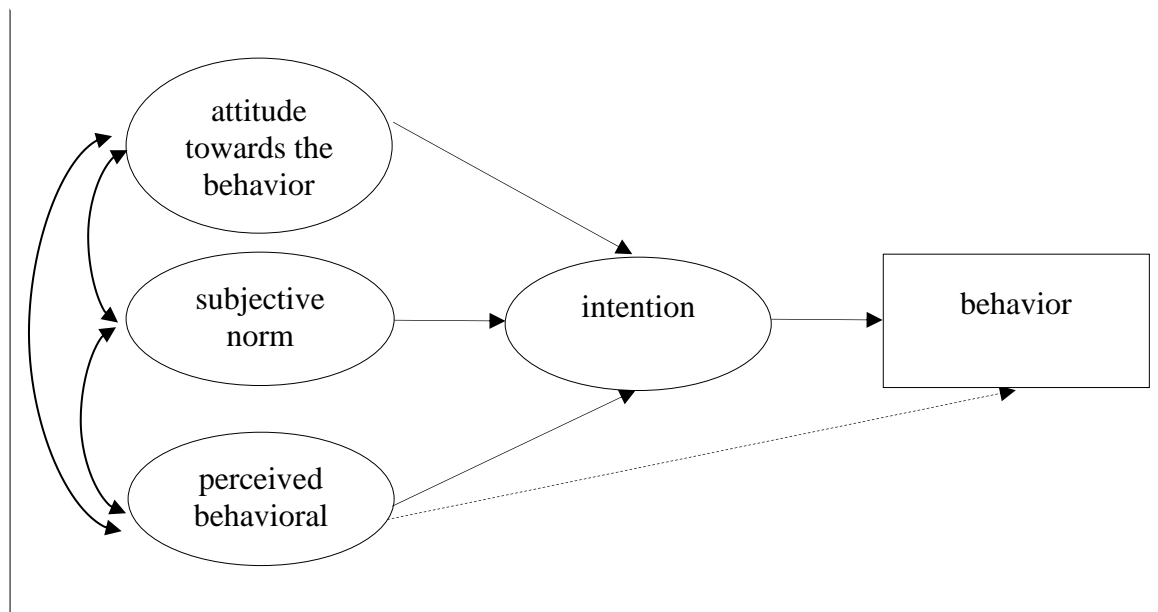 attitude
towards the
behavior
subjective
norm
intention
behavior
perceived
behavioral